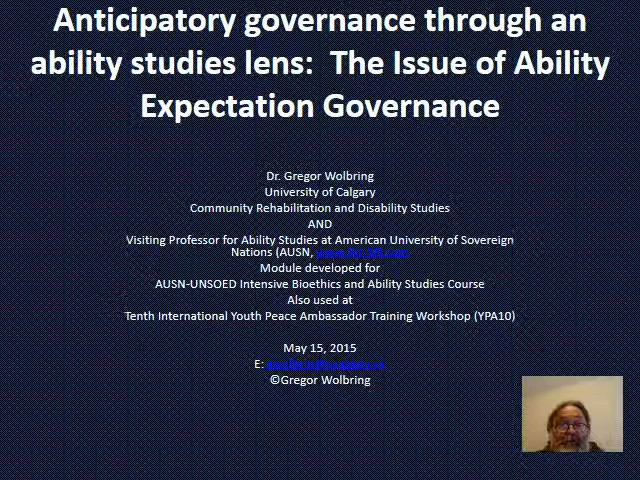 Anticipatory governance through an
ability studies lens:  The Issue of Ability
Expectation Governance
Dr. Gregor Wolbring
University of Calgary
Community Rehabilitation and Disability Studies
AND
Visiting Professor for Ability Studies at American University of Sovereign
Nations (AUSN,
Module developed for
AUSN-UNSOED Intensive Bioethics and Ability Studies Course
Also used at
Tenth International Youth Peace Ambassador Training Workshop (YPA10)
May 15, 2015
E:
©Gregor Wolbring